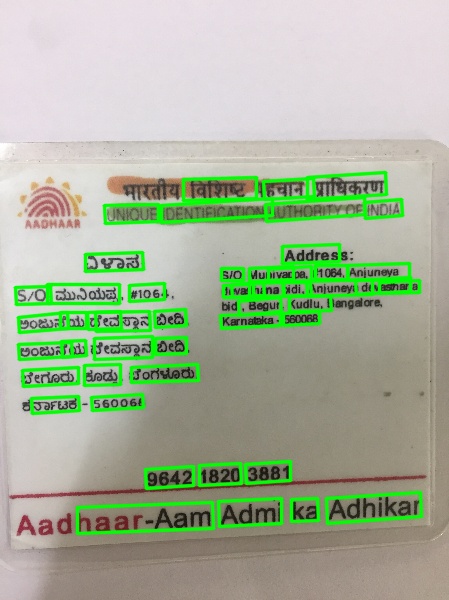 भारतीय विशिष्ट पहचान प्राधिकरण
UNIQUE IDENTIFICATION AUTHORITY OF INDIA
AADHAAR
ವಿಳಾಸ
S/O ಮುನಿಯಪ್ಪ, #1064,
ಅಂಜುನೆಯ ದೇವಸ್ಥಾನ ಬೀದಿ,
ಅಂಜುನೆಯ ದೇವಸ್ಥಾನ ಬೀದಿ,
ಬೇಗೂರು ಕೂಡ್ಲು ಬೆಂಗಳೂರು
ಕರ್ನಾಟಕ - 560068
Address:
S/O Muniyappa, #1064, Anjuneya
devasthana bidi, Anjuneya devasthana
bidi, Begur, Kudlu, Bangalore,
Karnataka - 560068
9642 1820 3881
Aadhaar-Aam Admi ka Adhikar